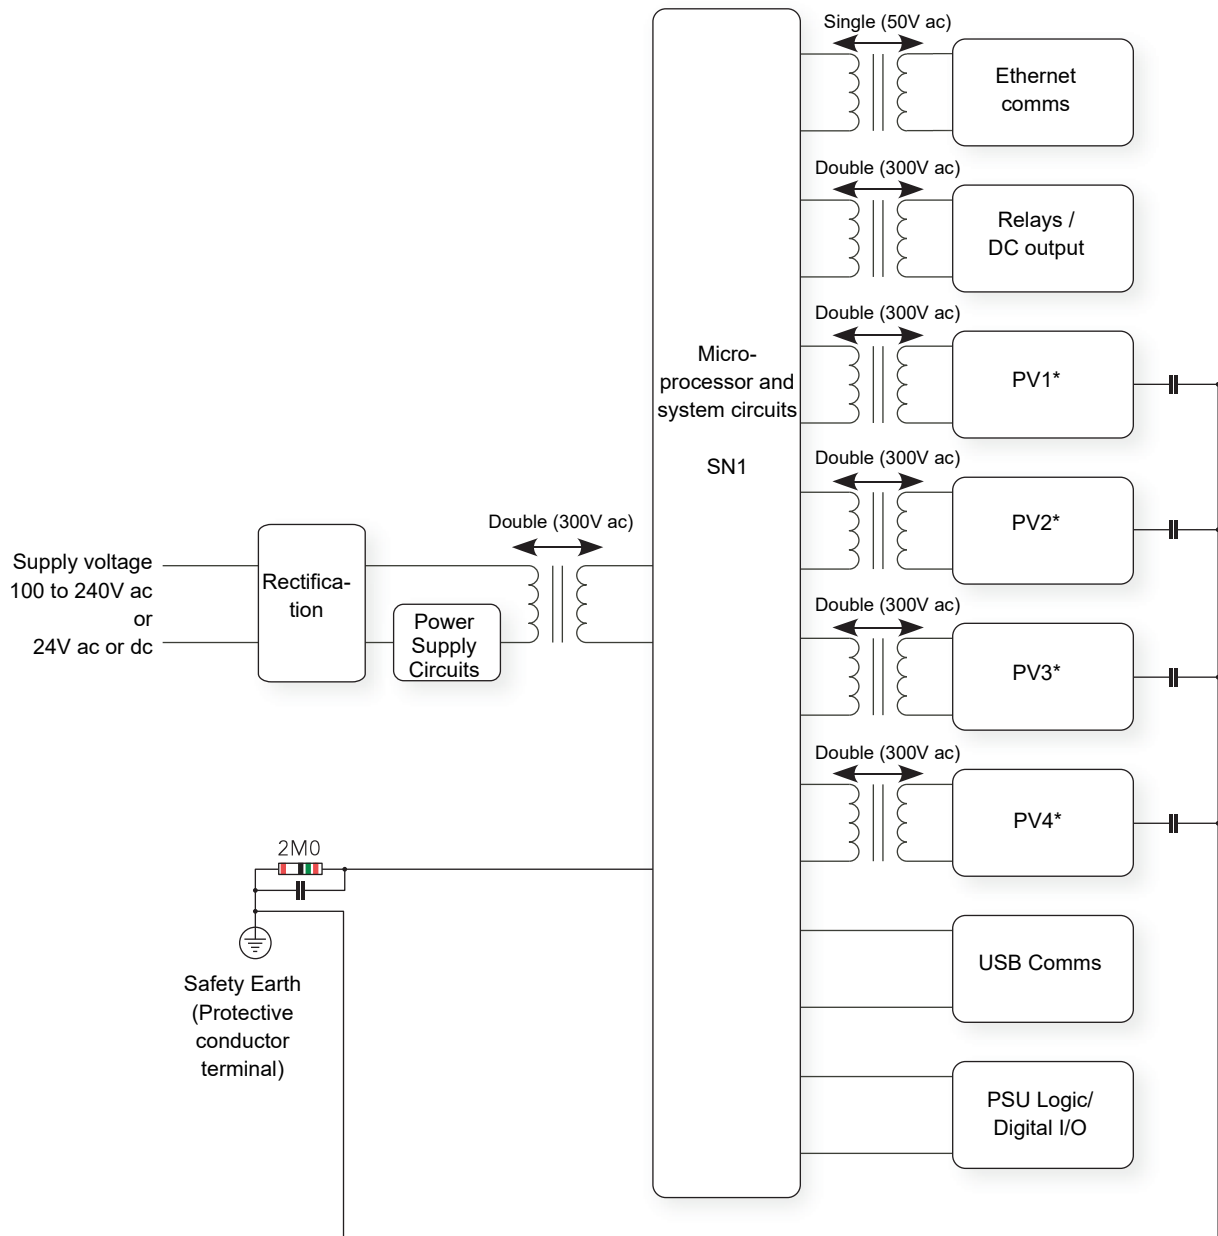 Single (50V ac)
Ethernet
comms
Double (300V ac)
Relays /
DC output
Double (300V ac)
PV1*
Micro-
processor and
system circuits
SN1
Double (300V ac)
PV2*
Double (300V ac)
Supply voltage
100 to 240V ac
or
24V ac or dc
Rectifica-
tion
Power
Supply
Circuits
Double (300V ac)
PV3*
Double (300V ac)
PV4*
2M0
Safety Earth
(Protective
conductor
terminal)
USB Comms
PSU Logic/
Digital I/O